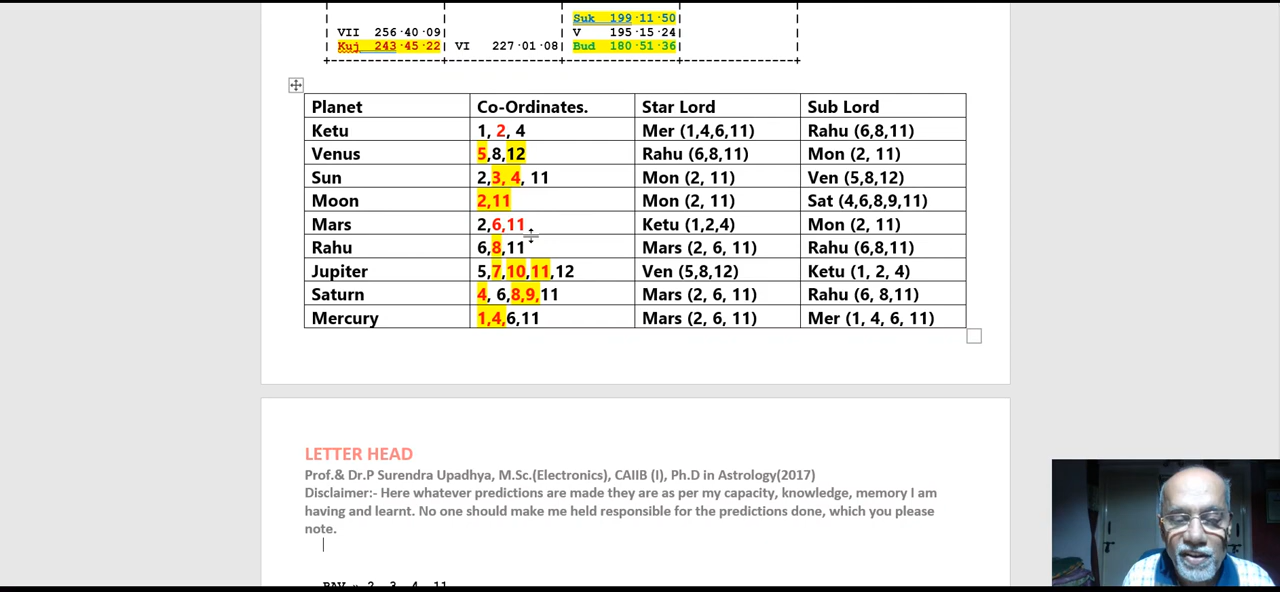 Suk 199·11·50|
| VII 256·40·09| | V 195·15·24| |
| Kuj 243·45·22| VI 227·01·08| Bud 180·51·36| |
+--------------+--------------+--------------+--------------+
Planet Co-Ordinates. Star Lord Sub Lord
Ketu 1, 2, 4 Mer (1,4,6,11) Rahu (6,8,11)
Venus 5,8,12 Rahu (6,8,11) Mon (2, 11)
Sun 2,3, 4, 11 Mon (2, 11) Ven (5,8,12)
Moon 2,11 Mon (2, 11) Sat (4,6,8,9,11)
Mars 2,6,11 Ketu (1,2,4) Mon (2, 11)
Rahu 6,8,11 Mars (2, 6, 11) Rahu (6,8,11)
Jupiter 5,7,10,11,12 Ven (5,8,12) Ketu (1, 2, 4)
Saturn 4, 6,8,9,11 Mars (2, 6, 11) Rahu (6, 8,11)
Mercury 1,4,6,11 Mars (2, 6, 11) Mer (1, 4, 6, 11)
LETTER HEAD
Prof.& Dr.P Surendra Upadhya, M.Sc.(Electronics), CAIIB (I), Ph.D in Astrology(2017)
Disclaimer:- Here whatever predictions are made they are as per my capacity, knowledge, memory I am
having and learnt. No one should make me held responsible for the predictions done, which you please
note.
2, 3, 4, 11